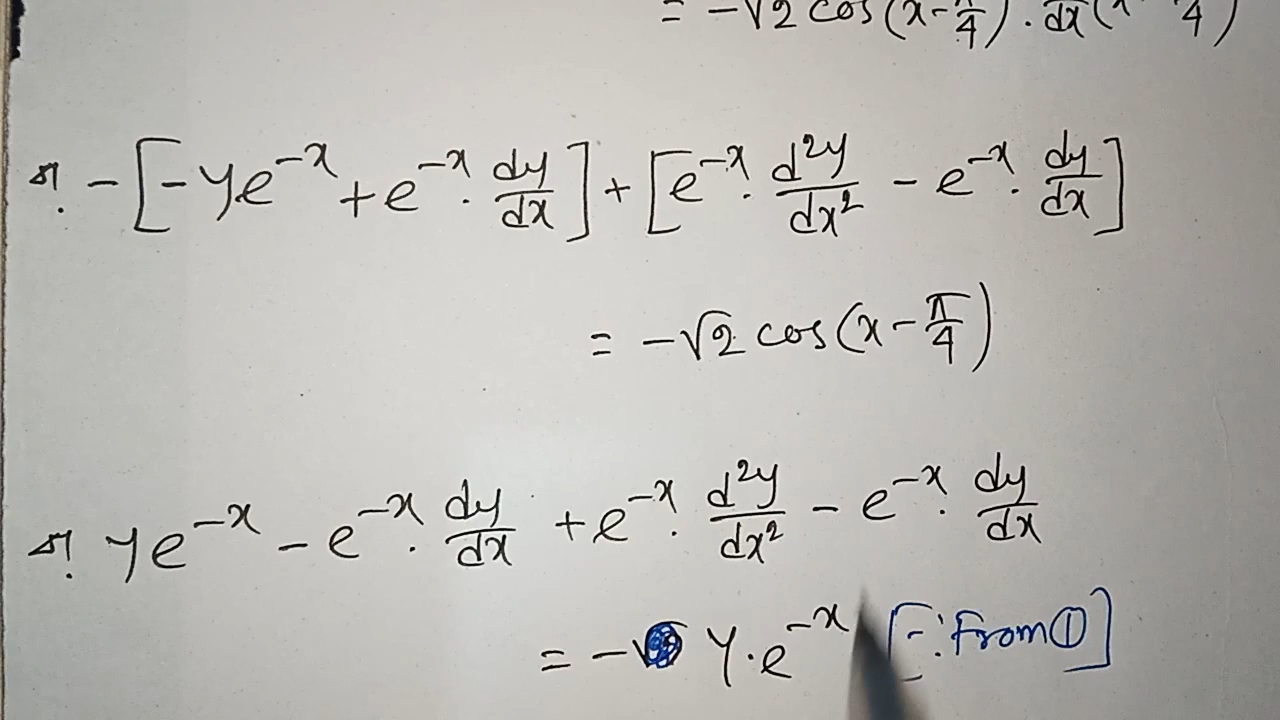 = -√2 cos(x-π/4) · d/dx(x π/4)
বা, -[-ye^{-x} + e^{-x} · dy/dx] + [e^{-x} · d²y/dx² - e^{-x} · dy/dx]
= -√2 cos(x-π/4)
বা, ye^{-x} - e^{-x} · dy/dx + e^{-x} · d²y/dx² - e^{-x} · dy/dx
= - y·e^{-x} [∵ From ①]